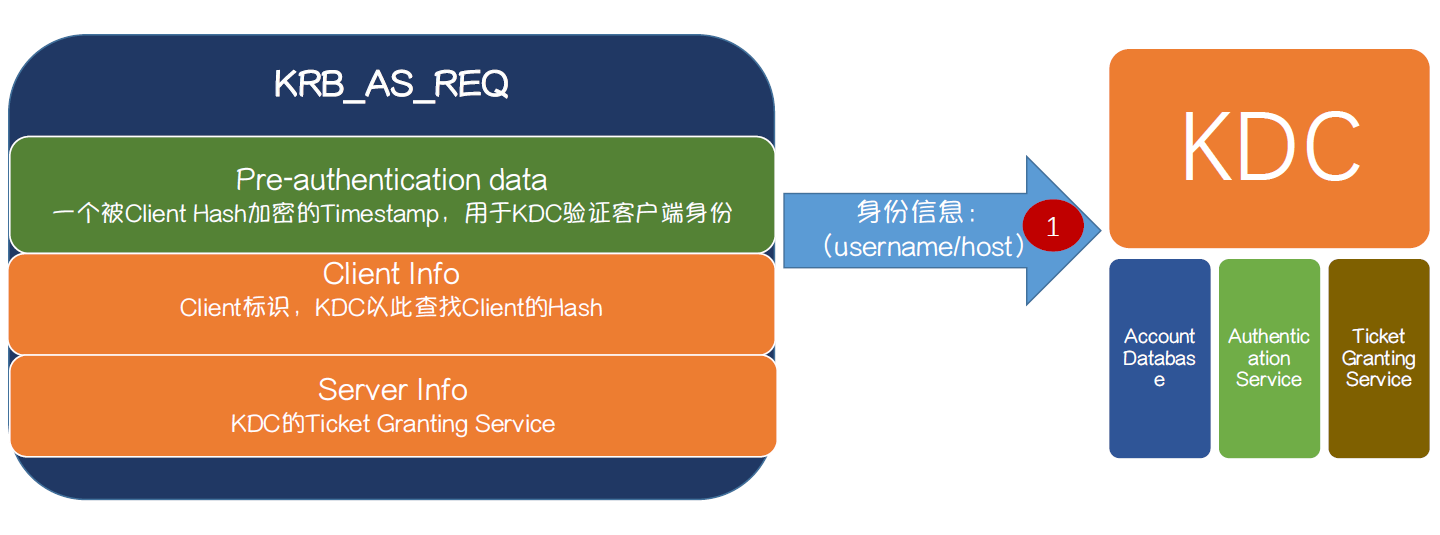 KRB_AS_REQ
Pre-authentication data
一个被Client Hash加密的Timestamp，用于KDC验证客户端身份
Client Info
Client标识，KDC以此查找Client的Hash
Server Info
KDC的Ticket Granting Service
身份信息：
（username/host）
1
KDC
Account
Databas
e
Authentic
ation
Service
Ticket
Granting
Service